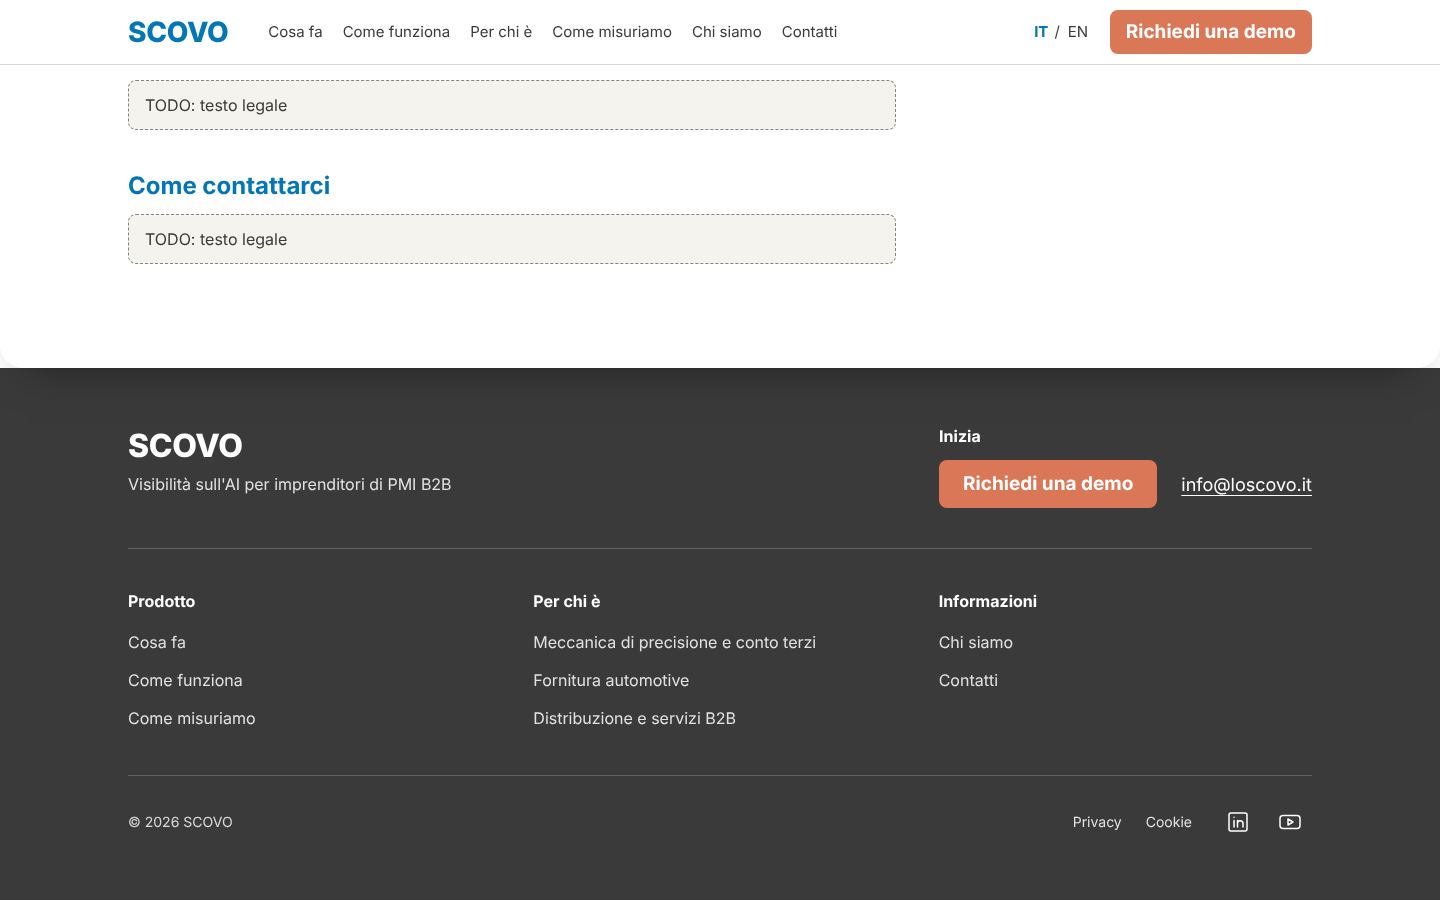 SCOVO
Cosa fa
Come funziona
Per chi è
Come misuriamo
Chi siamo
Contatti
IT / EN
Richiedi una demo
TODO: testo legale
Come contattarci
TODO: testo legale
SCOVO
Visibilità sull'AI per imprenditori di PMI B2B
Inizia
Richiedi una demo
info@loscovo.it
Prodotto
Cosa fa
Come funziona
Come misuriamo
Per chi è
Meccanica di precisione e conto terzi
Fornitura automotive
Distribuzione e servizi B2B
Informazioni
Chi siamo
Contatti
© 2026 SCOVO
Privacy
Cookie